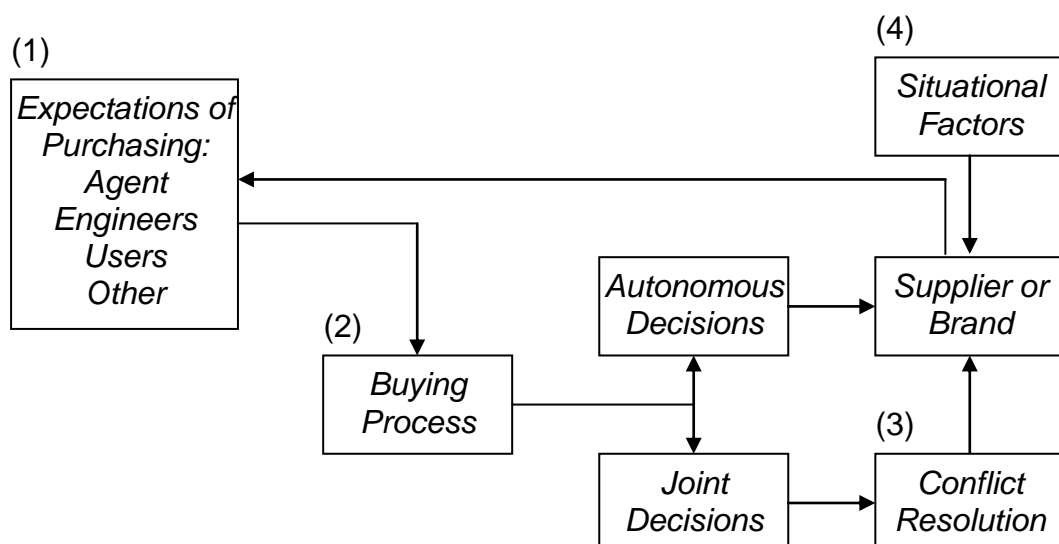 (1)
Expectations of
Purchasing:
Agent
Engineers
Users
Other
(4)
Situational
Factors
(2)
Buying
Process
Autonomous
Decisions
Supplier or
Brand
Joint
Decisions
(3)
Conflict
Resolution